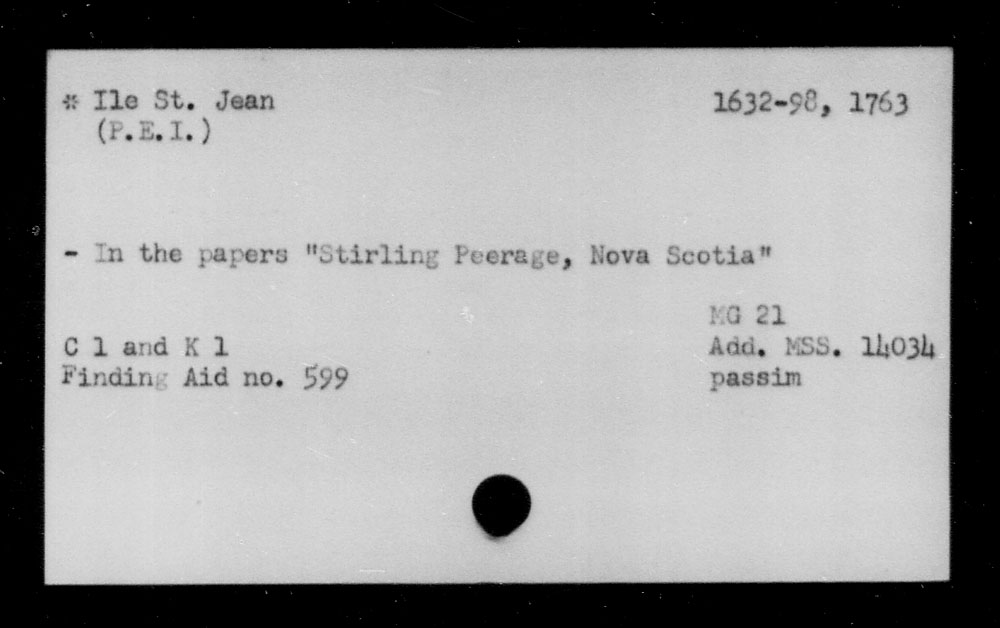 * Ile St. Jean 1632-98, 1763
(P.E.I.)
- In the papers "Stirling Peerage, Nova Scotia"
MG 21
C 1 and K 1 Add. MSS. 14034
Finding Aid no. 599 passim